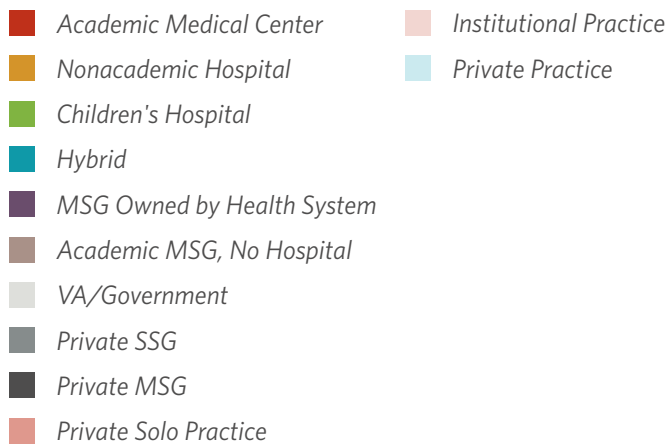 Academic Medical Center
Nonacademic Hospital
Children's Hospital
Hybrid
MSG Owned by Health System
Academic MSG, No Hospital
VA/Government
Private SSG
Private MSG
Private Solo Practice
Institutional Practice
Private Practice